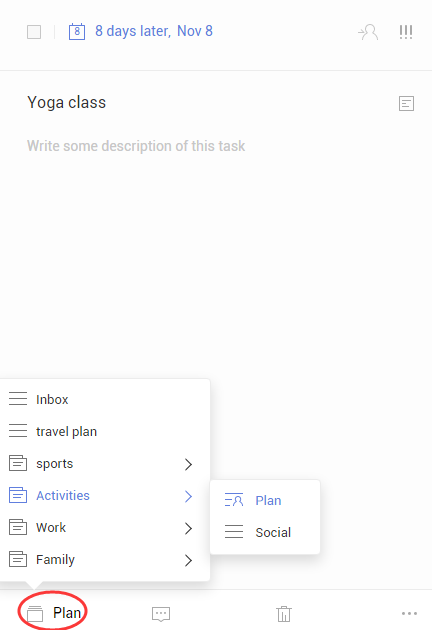 8 8 days later, Nov 8
Yoga class
Write some description of this task
Inbox
travel plan
sports
Activities
Plan
Work
Social
Family
Plan